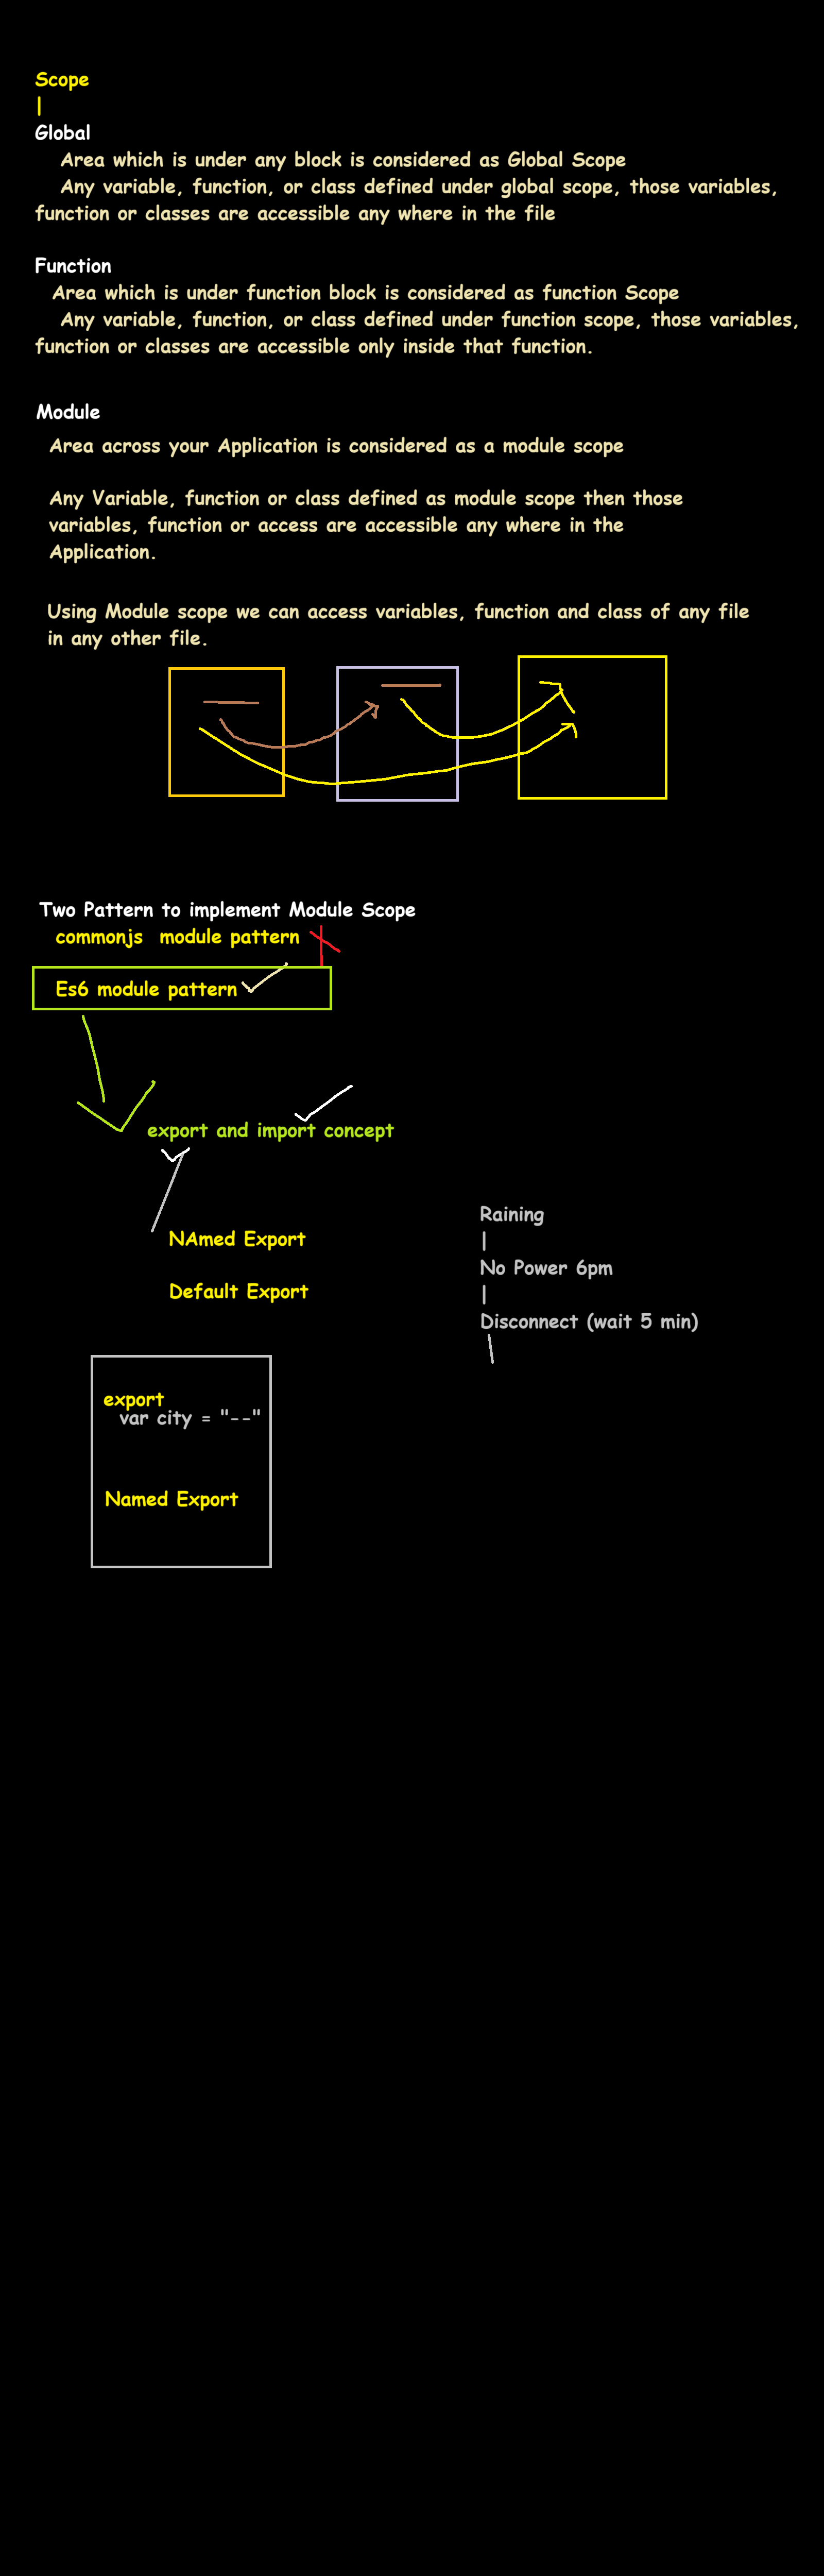 Scope
|
Global
Area which is under any block is considered as Global Scope
Any variable, function, or class defined under global scope, those variables,
function or classes are accessible any where in the file
Function
Area which is under function block is considered as function Scope
Any variable, function, or class defined under function scope, those variables,
function or classes are accessible only inside that function.
Module
Area across your Application is considered as a module scope
Any Variable, function or class defined as module scope then those
variables, function or access are accessible any where in the
Application.
Using Module scope we can access variables, function and class of any file
in any other file.
Two Pattern to implement Module Scope
commonjs module pattern
Es6 module pattern
export and import concept
NAmed Export
Default Export
Raining
|
No Power 6pm
|
Disconnect (wait 5 min)
export
var city = "--"
Named Export